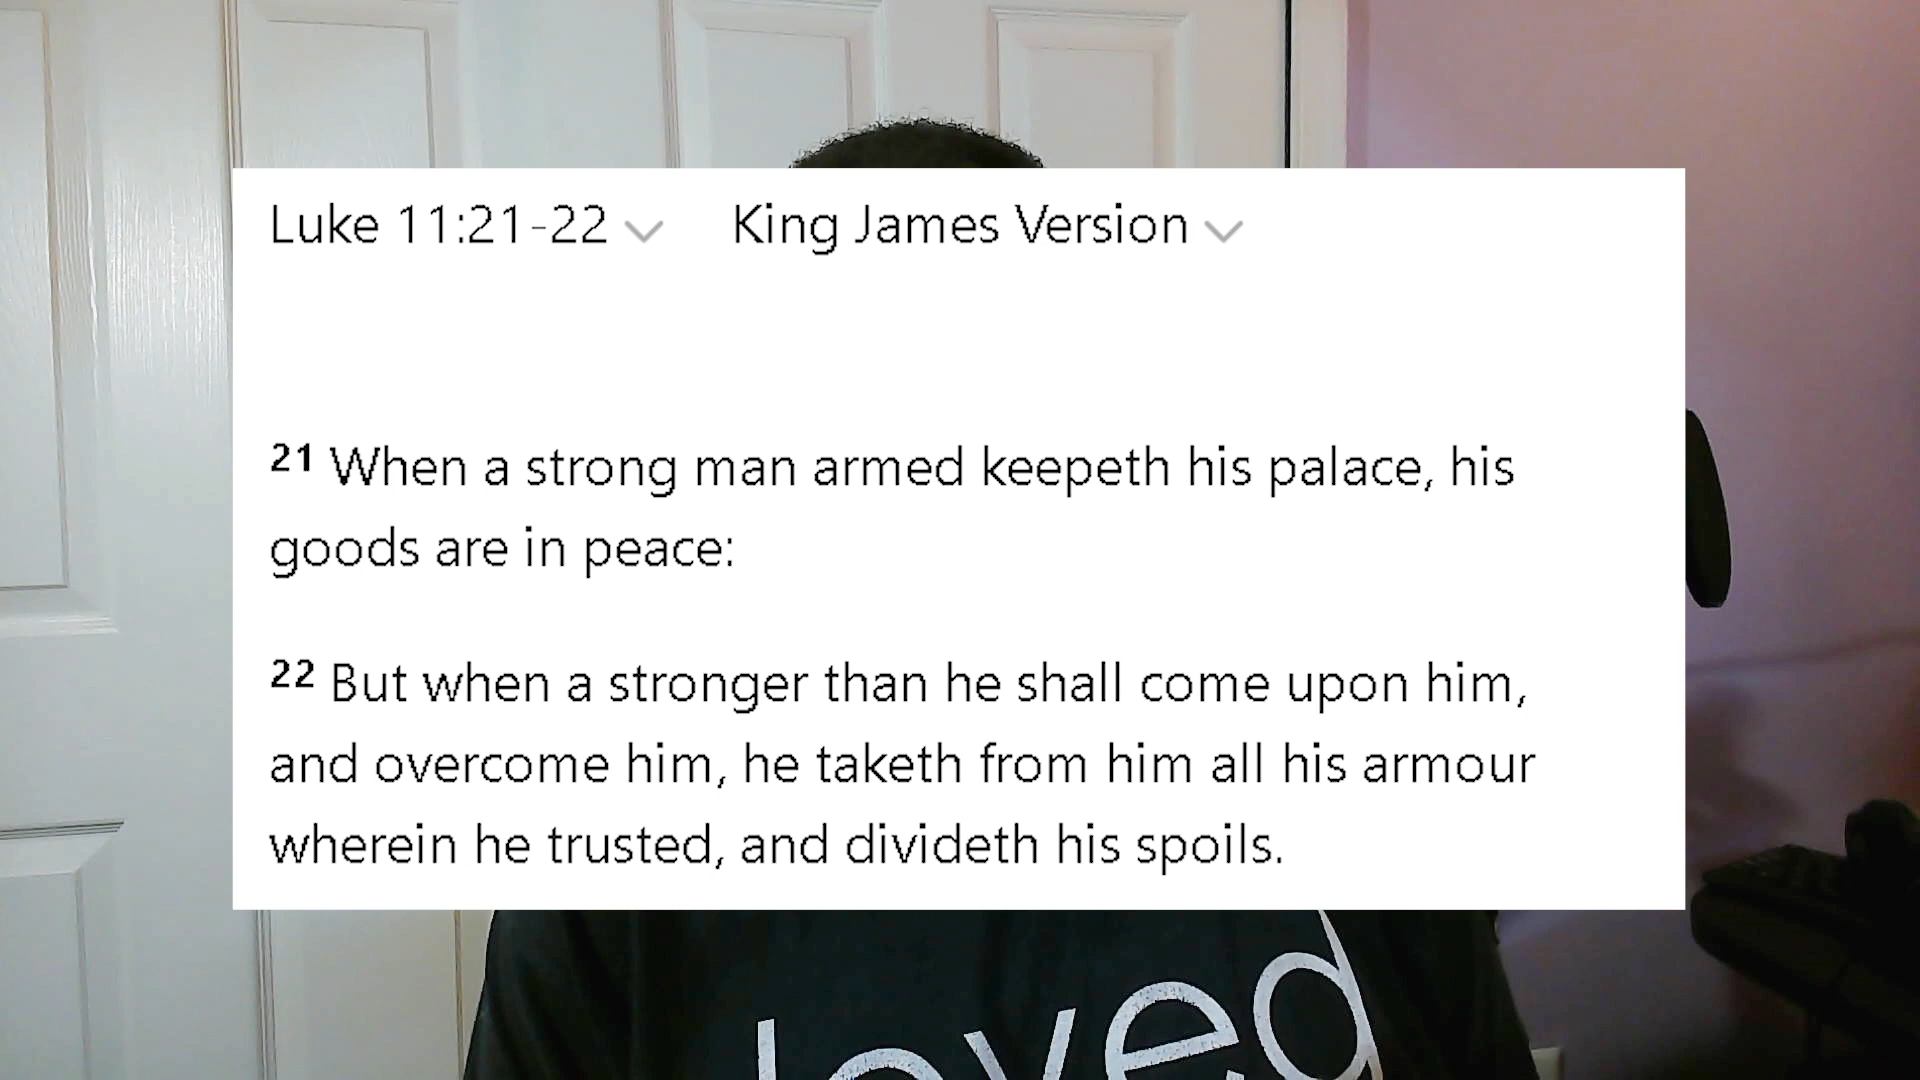 Luke 11:21-22 King James Version
21 When a strong man armed keepeth his palace, his
goods are in peace:
22 But when a stronger than he shall come upon him,
and overcome him, he taketh from him all his armour
wherein he trusted, and divideth his spoils.
loved